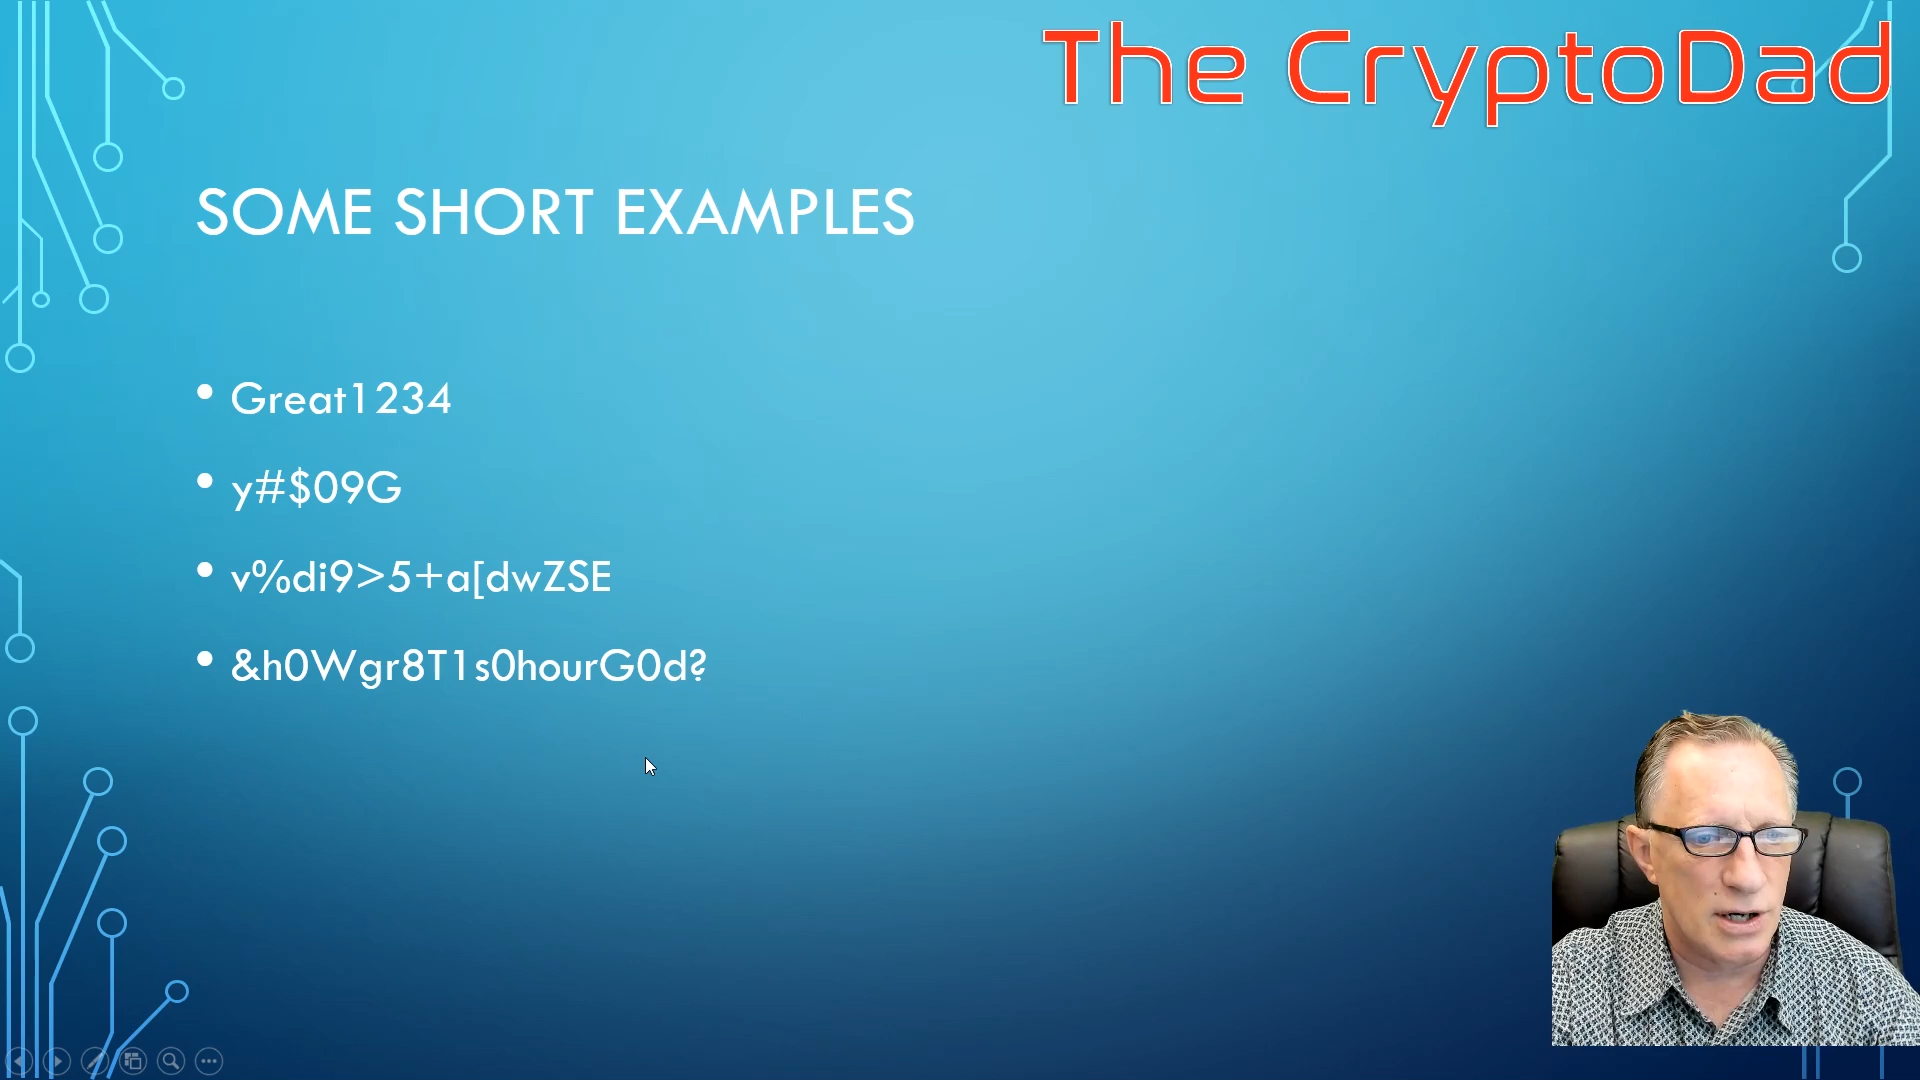 The CryptoDad
SOME SHORT EXAMPLES
• Great1234
• y#$09G
• v%di9>5+a[dwZSE
• &h0Wgr8T1s0hourG0d?